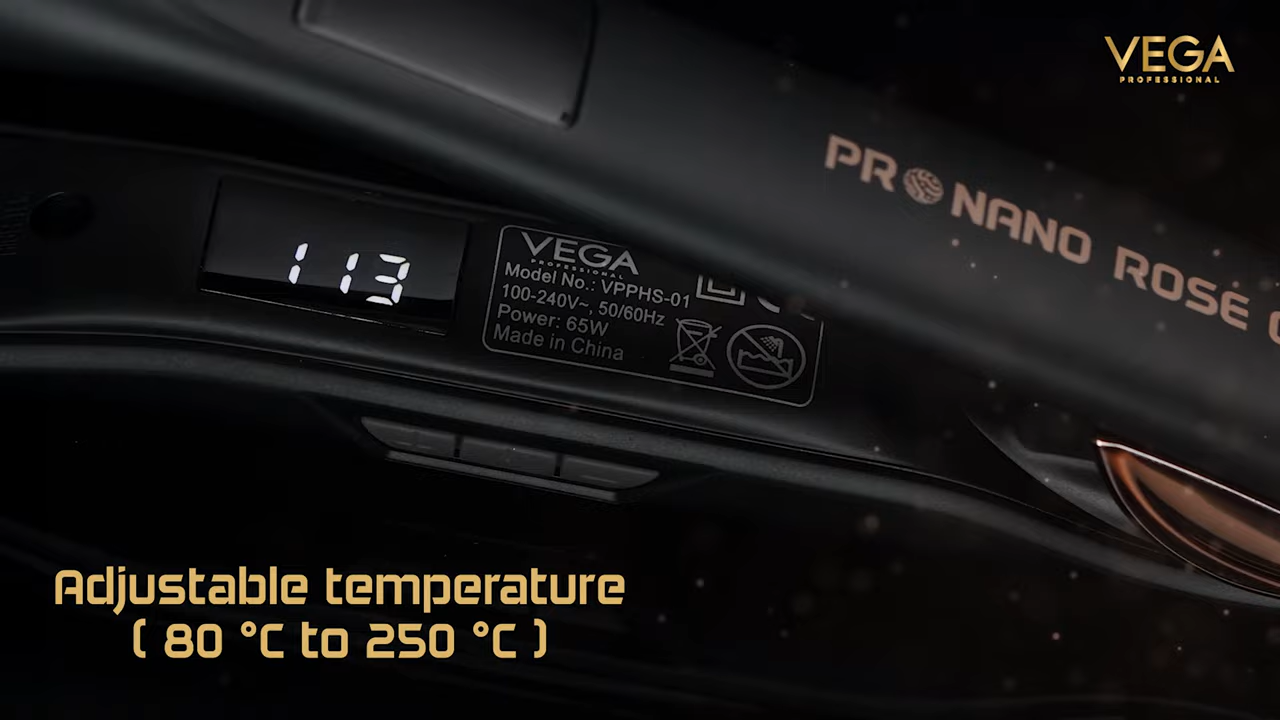 VEGA
PROFESSIONAL
PRO NANO ROSE
113
VEGA
PROFESSIONAL
Model No.: VPPHS-01
100-240V~, 50/60Hz
Power: 65W
Made in China
Adjustable temperature
( 80 °C to 250 °C )